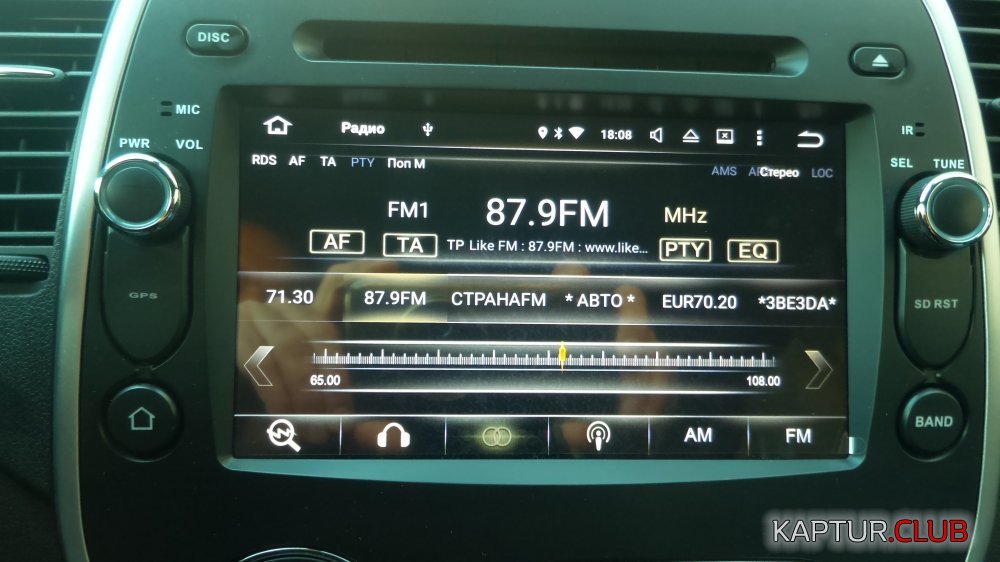 DISC
MIC
PWR VOL
IR
SEL TUNE
Радио 18:08
RDS AF TA PTY Поп М
AMS Стерео LOC
FM1 87.9FM MHz
AF TA TP Like FM : 87.9FM : www.like... PTY EQ
71.30 87.9FM СТРАНАFM * АВТО * EUR70.20 *3BE3DA*
65.00 108.00
GPS
SD RST
BAND
AM FM
KAPTUR.CLUB